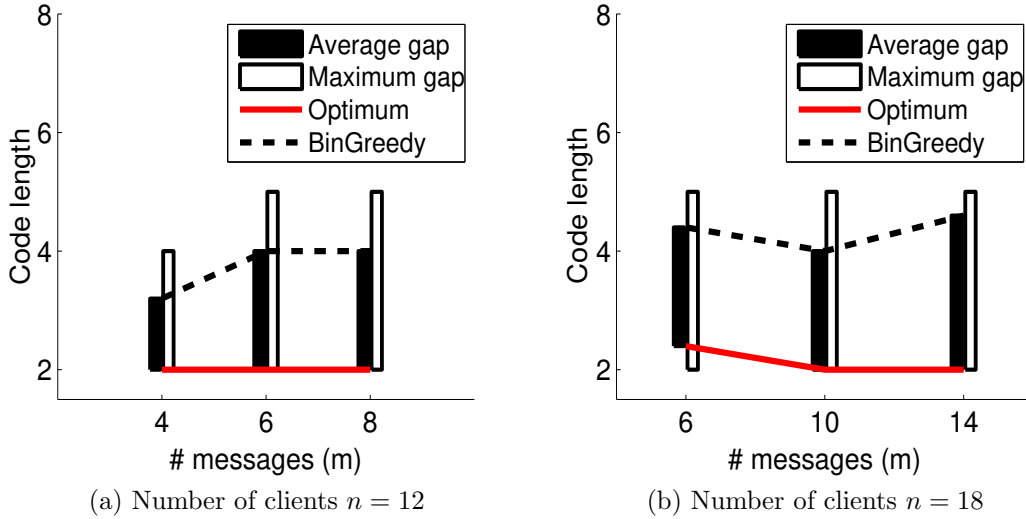 8
6
4
2
Code length
Average gap
Maximum gap
Optimum
BinGreedy
4
6
8
# messages (m)
(a) Number of clients n = 12
8
6
4
2
Code length
Average gap
Maximum gap
Optimum
BinGreedy
6
10
14
# messages (m)
(b) Number of clients n = 18